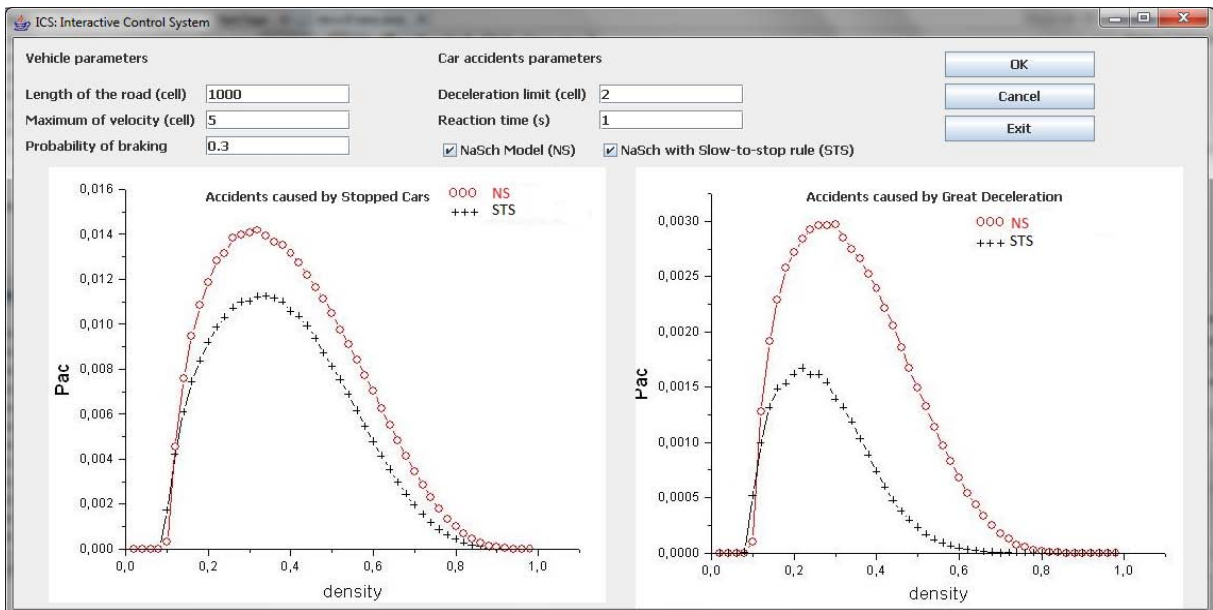 ICS: Interactive Control System
Vehicle parameters
Car accidents parameters
OK
Length of the road (cell) 1000
Deceleration limit (cell) 2
Cancel
Maximum of velocity (cell) 5
Reaction time (s) 1
Exit
Probability of braking 0.3
NaSch Model (NS)
NaSch with Slow-to-stop rule (STS)
Accidents caused by Stopped Cars
NS
STS
0,016
0,014
0,012
0,010
0,008
0,006
0,004
0,002
0,000
Pac
0,0 0,2 0,4 0,6 0,8 1,0
density
Accidents caused by Great Deceleration
NS
STS
0,0030
0,0025
0,0020
0,0015
0,0010
0,0005
0,0000
Pac
0,0 0,2 0,4 0,6 0,8 1,0
density